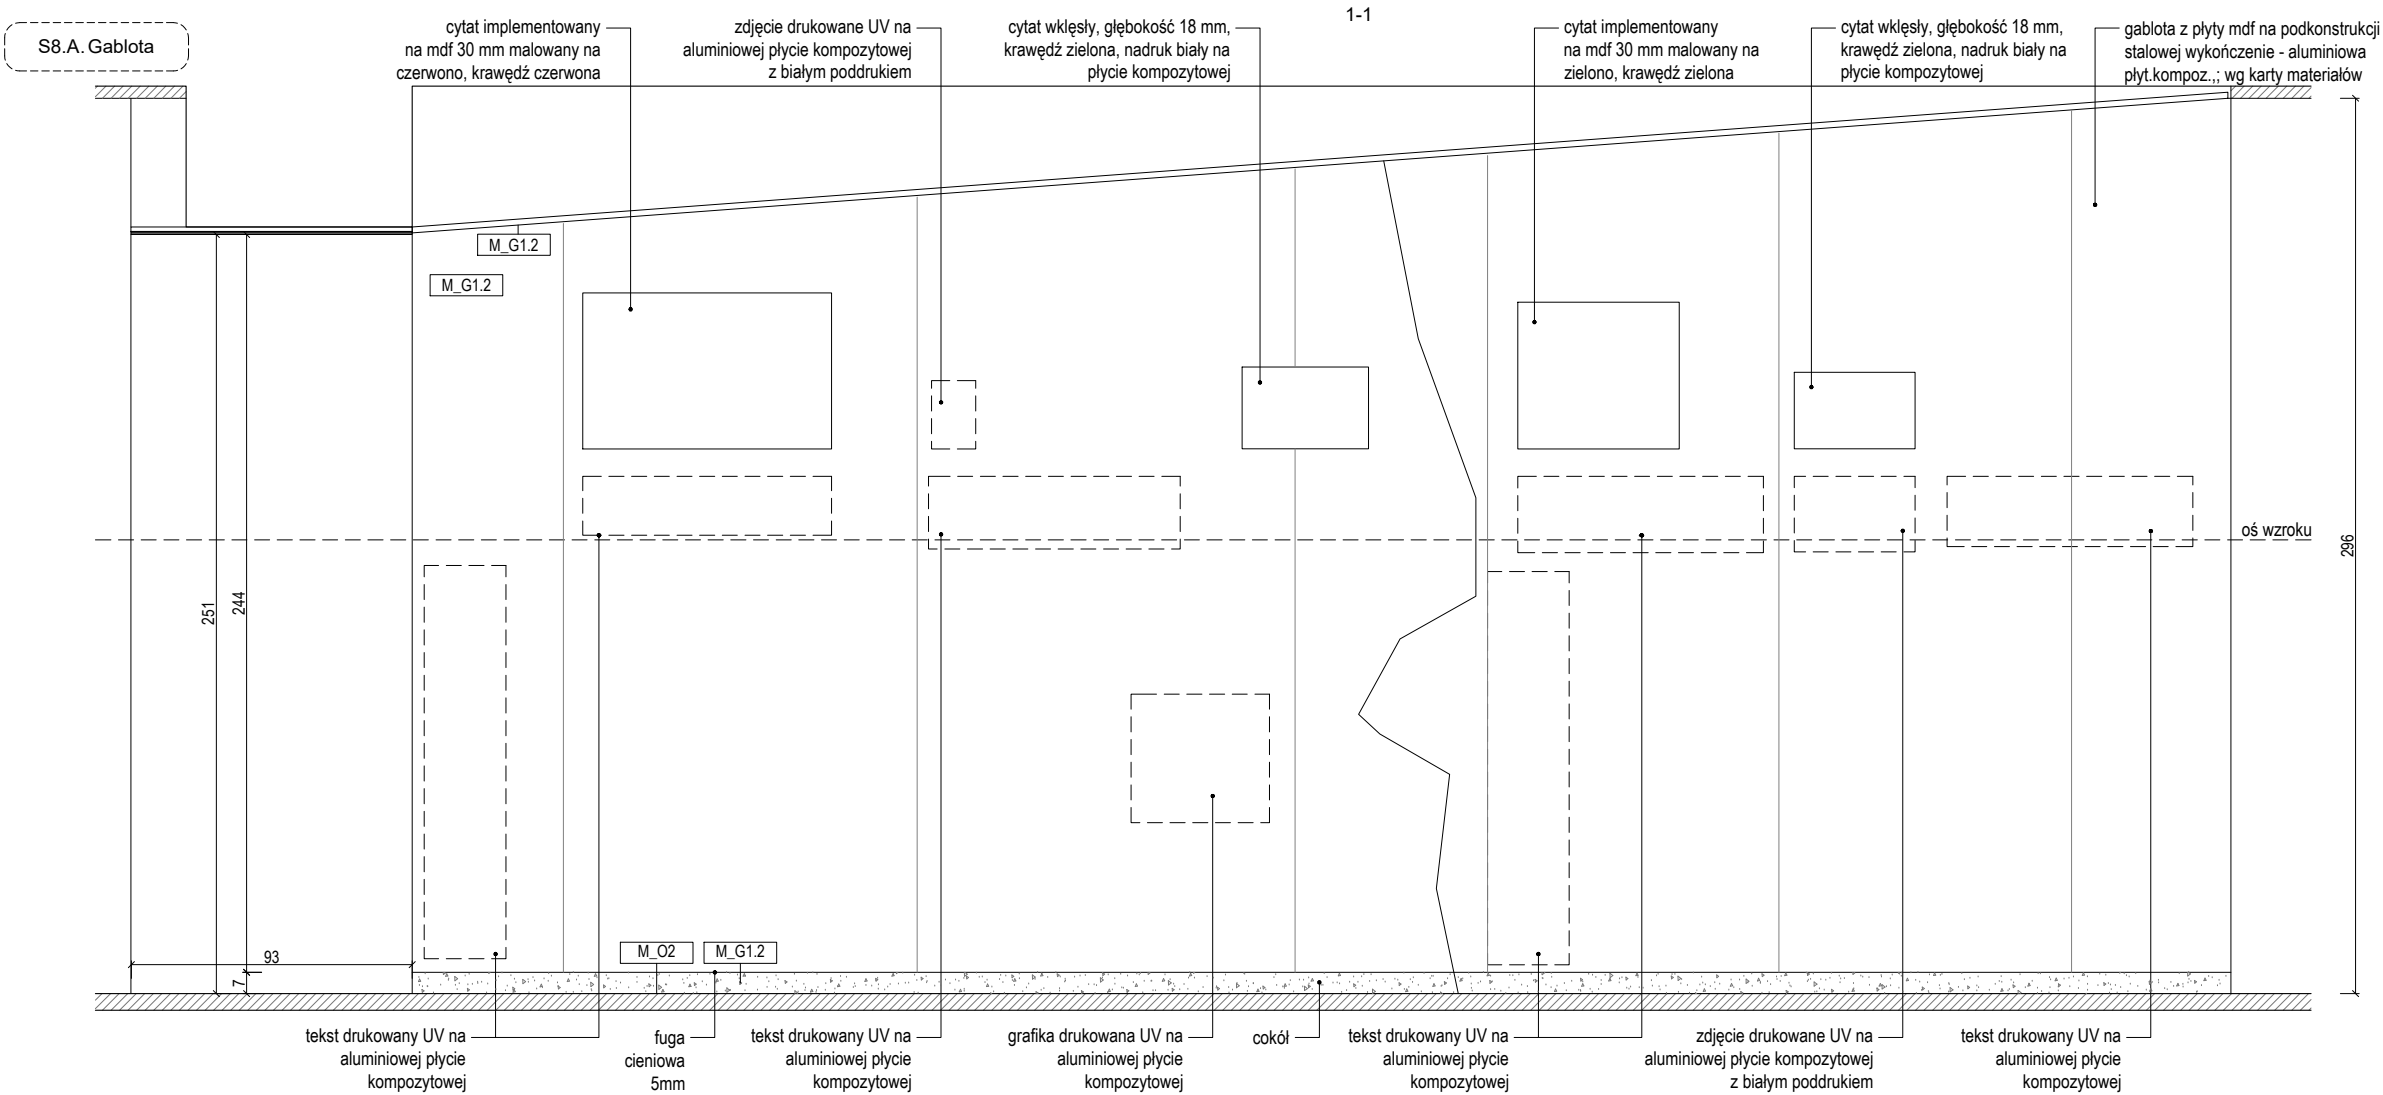 1-1
S8.A. Gablota
cytat implementowany
na mdf 30 mm malowany na
czerwono, krawędź czerwona
zdjęcie drukowane UV na
aluminiowej płycie kompozytowej
z białym poddrukiem
cytat wklęsły, głębokość 18 mm,
krawędź zielona, nadruk biały na
płycie kompozytowej
cytat implementowany
na mdf 30 mm malowany na
zielono, krawędź zielona
cytat wklęsły, głębokość 18 mm,
krawędź zielona, nadruk biały na
płycie kompozytowej
gablota z płyty mdf na podkonstrukcji
stalowej wykończenie - aluminiowa
płyt.kompoz.,; wg karty materiałów
M_G1.2
M_G1.2
oś wzroku
296
251
244
93
7
M_O2
M_G1.2
tekst drukowany UV na
aluminiowej płycie
kompozytowej
fuga
cieniowa
5mm
tekst drukowany UV na
aluminiowej płycie
kompozytowej
grafika drukowana UV na
aluminiowej płycie
kompozytowej
cokół
tekst drukowany UV na
aluminiowej płycie
kompozytowej
zdjęcie drukowane UV na
aluminiowej płycie kompozytowej
z białym poddrukiem
tekst drukowany UV na
aluminiowej płycie
kompozytowej